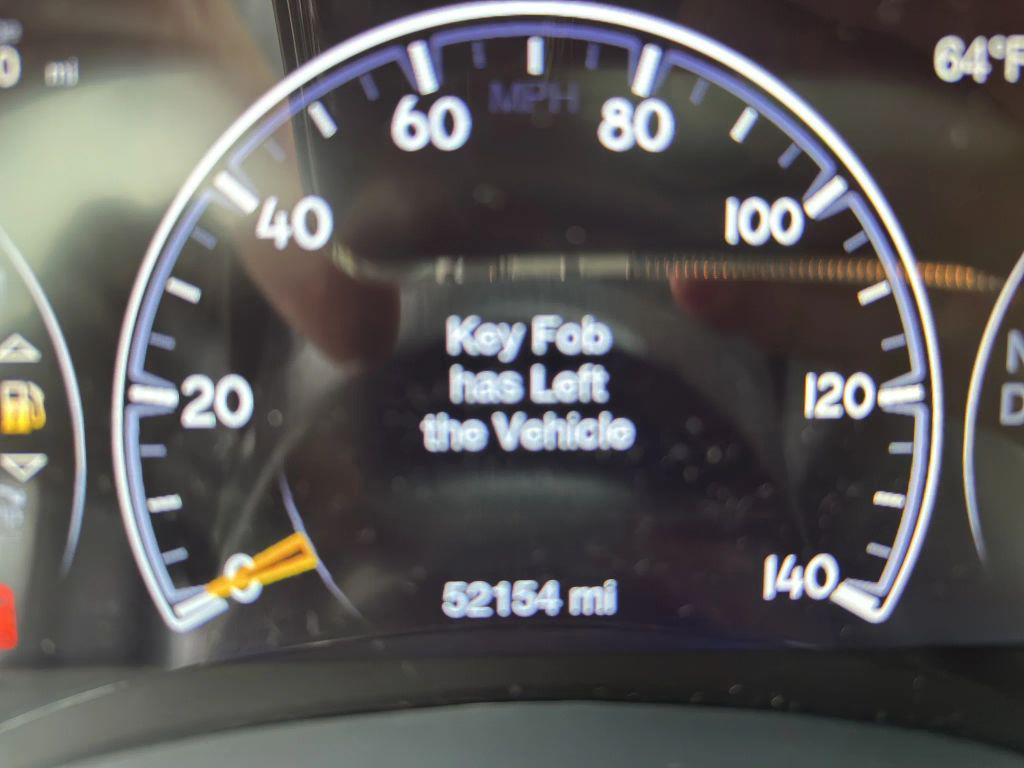 0 mi
64°F
MPH
60
80
40
100
Key Fob
has Left
the Vehicle
20
120
0
140
52154 mi